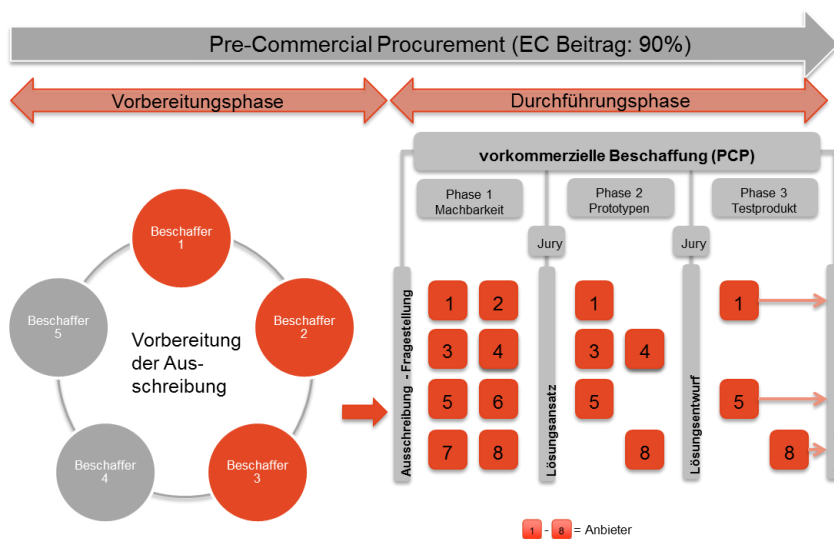 Pre-Commercial Procurement (EC Beitrag: 90%)
Vorbereitungsphase
Durchführungsphase
vorkommerzielle Beschaffung (PCP)
Phase 1
Machbarkeit
Phase 2
Prototypen
Phase 3
Testprodukt
Jury
Jury
Beschaffer
1
Beschaffer
2
Beschaffer
3
Beschaffer
4
Beschaffer
5
Vorbereitung
der Aus-
schreibung
Ausschreibung - Fragestellung
1 2
3 4
5 6
7 8
Lösungsansatz
1
3 4
5
8
Lösungsentwurf
1
5
8
1 - 8 = Anbieter